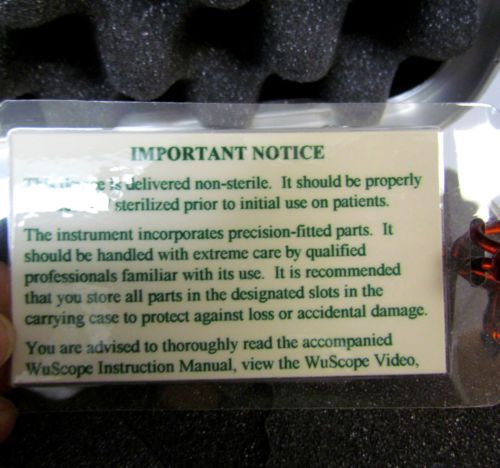 IMPORTANT NOTICE
is delivered non-sterile. It should be properly
sterilized prior to initial use on patients.
The instrument incorporates precision-fitted parts. It
should be handled with extreme care by qualified
professionals familiar with its use. It is recommended
that you store all parts in the designated slots in the
carrying case to protect against loss or accidental damage.
You are advised to thoroughly read the accompanied
WuScope Instruction Manual, view the WuScope Video,